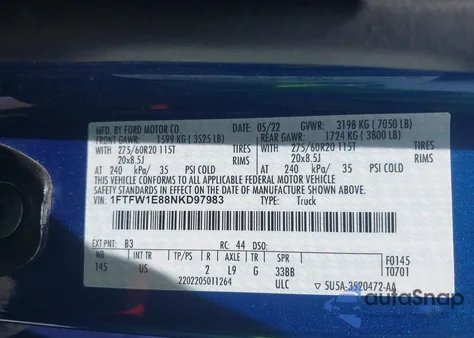 MFD. BY FORD MOTOR CO. DATE: 05/22 GVWR: 3198 KG ( 7050 LB)
FRONT GAWR: 1599 KG ( 3525 LB) REAR GAWR: 1724 KG ( 3800 LB)
WITH 275/60R20 115T TIRES WITH 275/60R20 115T TIRES
20x8.5J RIMS 20x8.5J RIMS
AT 240 kPa/ 35 PSI COLD AT 240 kPa/ 35 PSI COLD
THIS VEHICLE CONFORMS TO ALL APPLICABLE FEDERAL MOTOR VEHICLE
SAFETY AND THEFT PREVENTION STANDARDS IN EFFECT ON THE DATE OF MANUFACTURE SHOWN ABOVE.
VIN: 1FTFW1E88NKD97983 TYPE: Truck
EXT PNT: B3 RC: 44 DSO: F0145
WB TP/PS R AXLE TR SPR T0701
145 US 2 L9 G 33BB
2202205011264 ULC 5U5A-3520472-AA
autoSnap